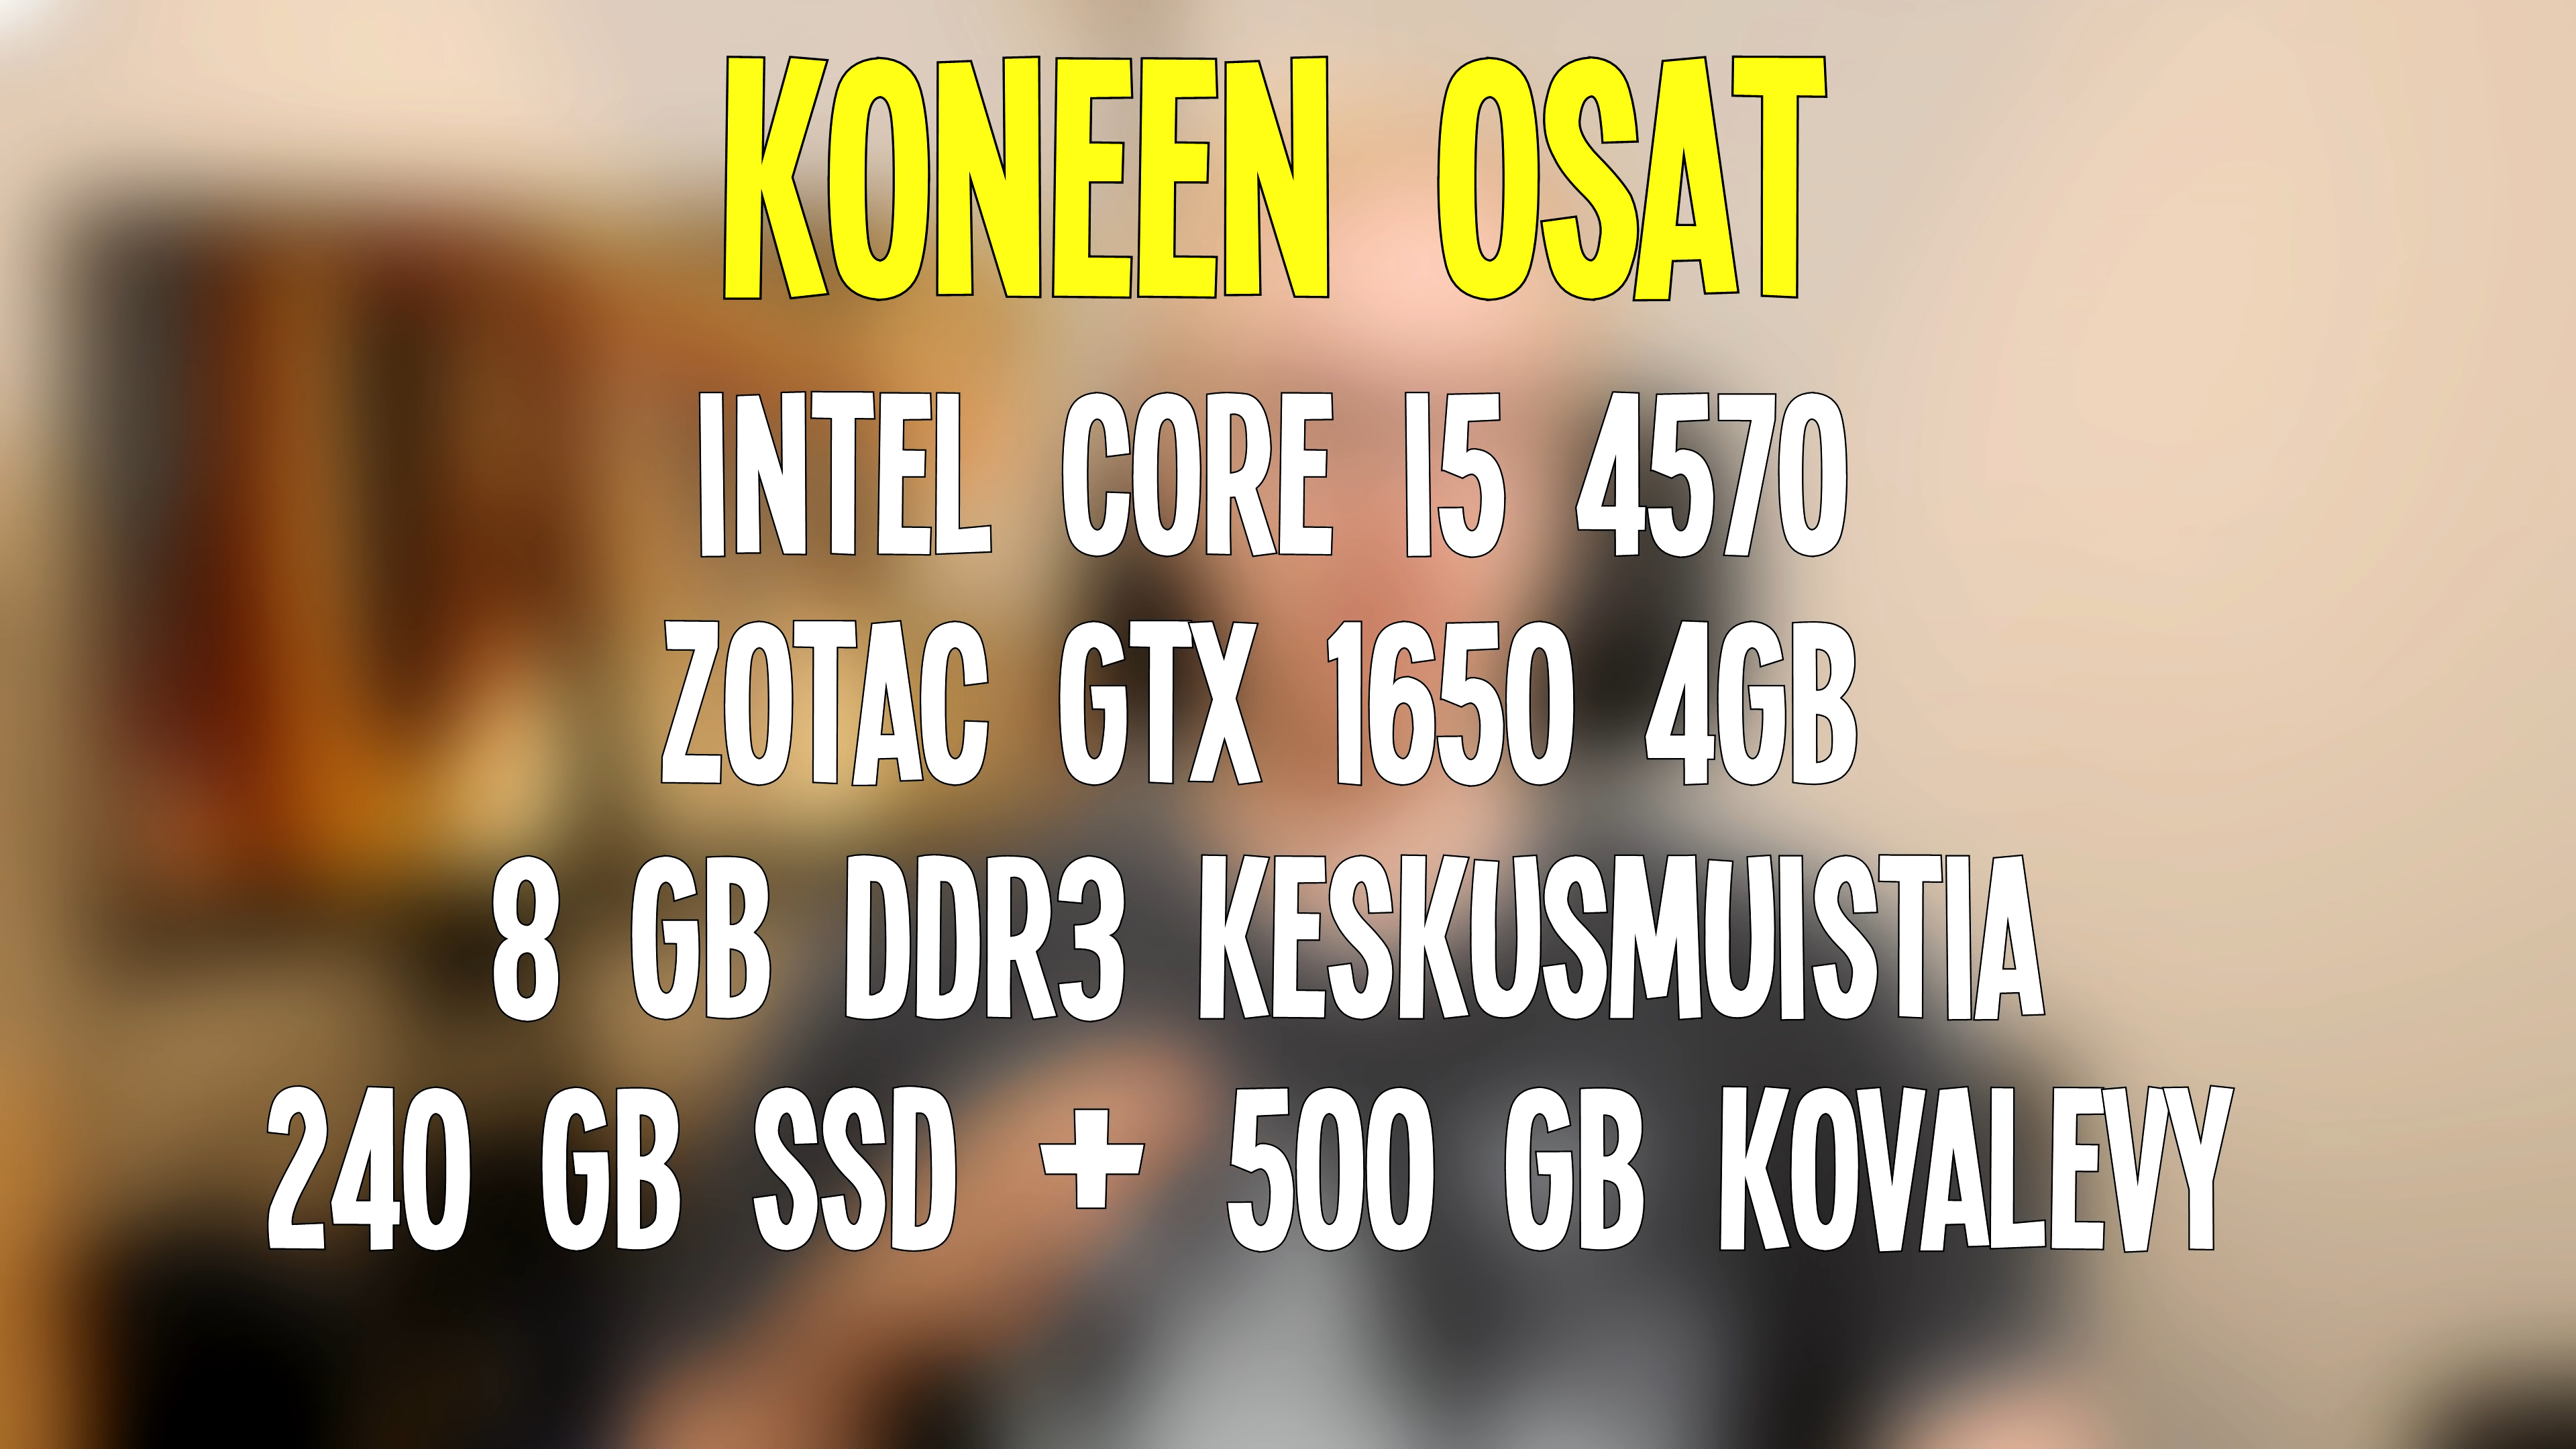 KONEEN OSAT
INTEL CORE I5 4570
ZOTAC GTX 1650 4GB
8 GB DDR3 KESKUSMUISTIA
240 GB SSD + 500 GB KOVALEVY